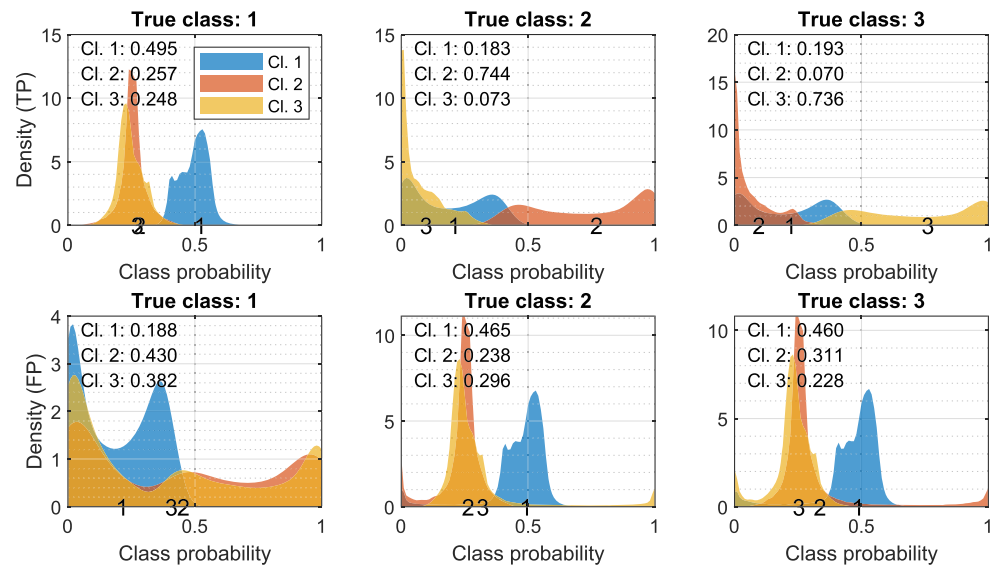 True class: 1
15
10
5
0
Density (TP)
Cl. 1: 0.495
Cl. 2: 0.257
Cl. 3: 0.248
Cl. 1
Cl. 2
Cl. 3
3 2 1
0 0.5 1
Class probability
True class: 2
15
10
5
0
Cl. 1: 0.183
Cl. 2: 0.744
Cl. 3: 0.073
3 1 2
0 0.5 1
Class probability
True class: 3
20
15
10
5
0
Cl. 1: 0.193
Cl. 2: 0.070
Cl. 3: 0.736
2 1 3
0 0.5 1
Class probability
True class: 1
4
3
2
1
0
Density (FP)
Cl. 1: 0.188
Cl. 2: 0.430
Cl. 3: 0.382
1 3 2
0 0.5 1
Class probability
True class: 2
10
5
0
Cl. 1: 0.465
Cl. 2: 0.238
Cl. 3: 0.296
2 3 1
0 0.5 1
Class probability
True class: 3
10
5
0
Cl. 1: 0.460
Cl. 2: 0.311
Cl. 3: 0.228
3 2 1
0 0.5 1
Class probability